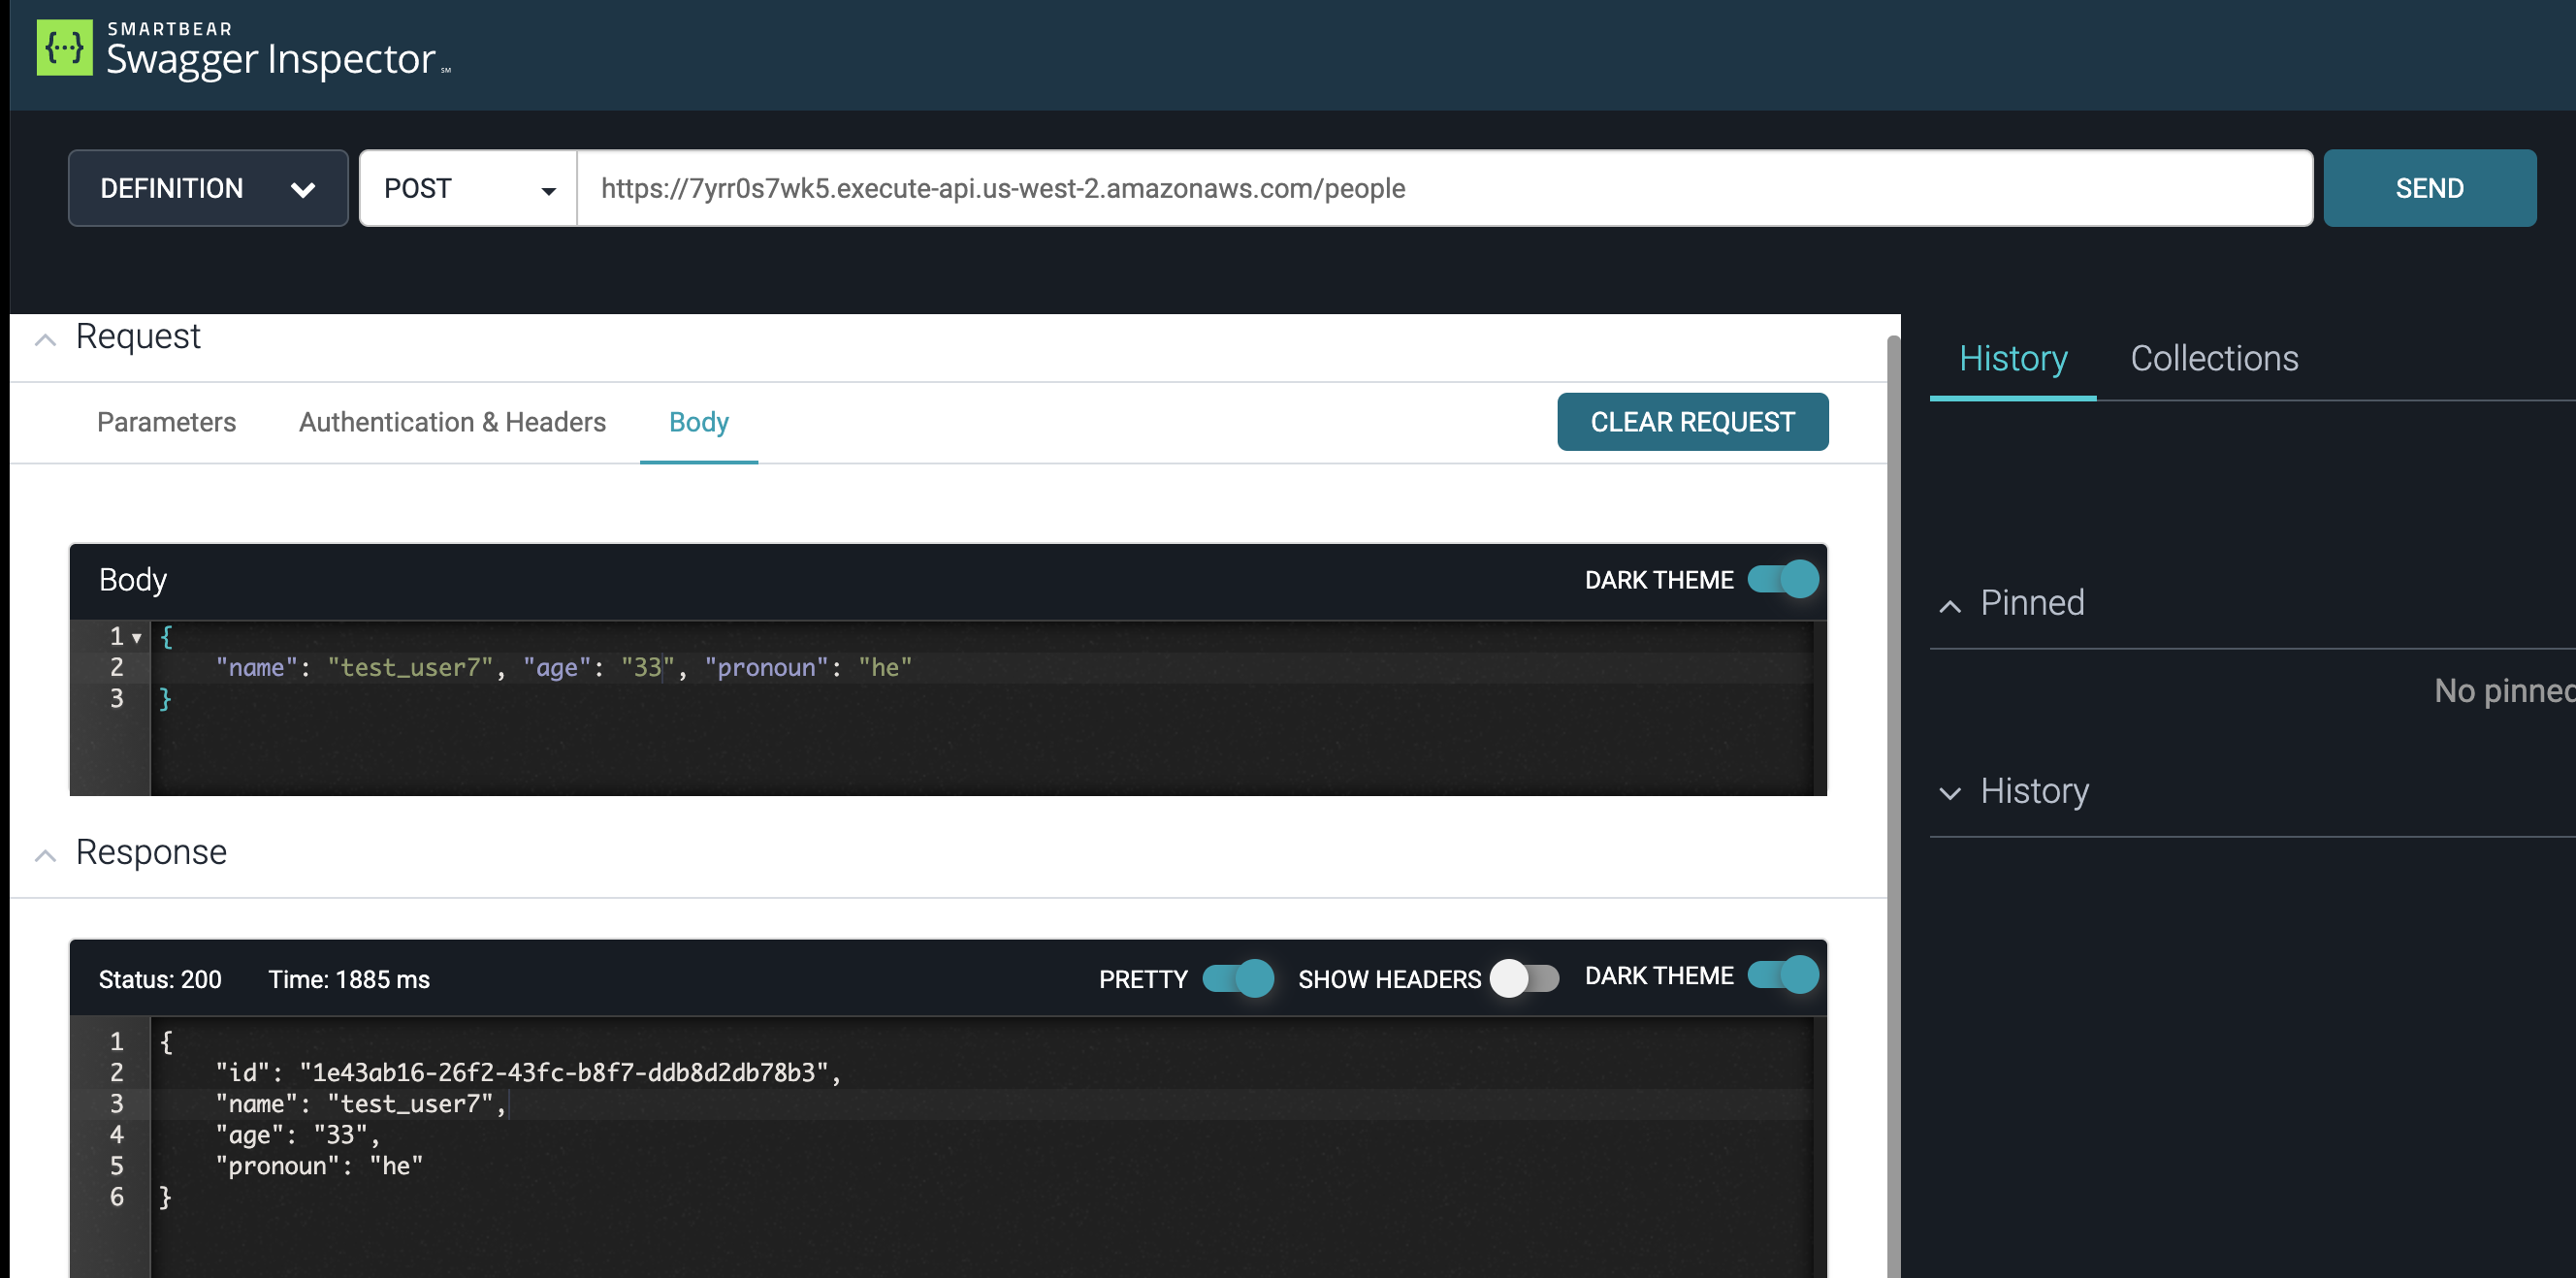 SMARTBEAR
{···} Swagger Inspector SM
DEFINITION POST https://7yrr0s7wk5.execute-api.us-west-2.amazonaws.com/people SEND
Request
History Collections
Parameters Authentication & Headers Body CLEAR REQUEST
Body DARK THEME
Pinned
1 {
2 "name": "test_user7", "age": "33", "pronoun": "he"
3 }
No pinned
History
Response
Status: 200 Time: 1885 ms PRETTY SHOW HEADERS DARK THEME
1 {
2 "id": "1e43ab16-26f2-43fc-b8f7-ddb8d2db78b3",
3 "name": "test_user7",
4 "age": "33",
5 "pronoun": "he"
6 }